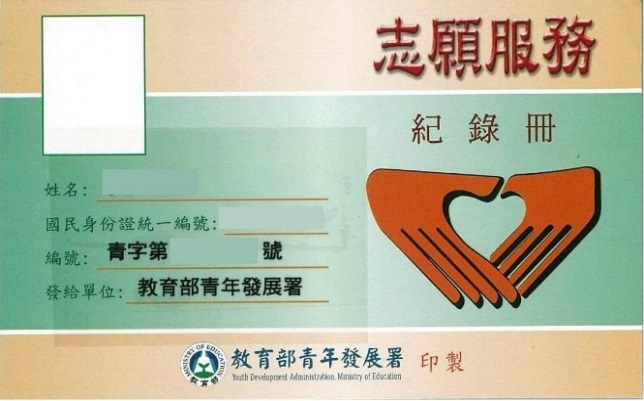 志願服務
紀錄冊
姓名：
國民身份證統一編號：
編號： 青字第 號
發給單位： 教育部青年發展署
MINISTRY OF EDUCATION
教育部
教育部青年發展署 印製
Youth Development Administration, Ministry of Education